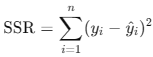 SSR = \sum_{i=1}^{n} (y_i - \hat{y}_i)^2